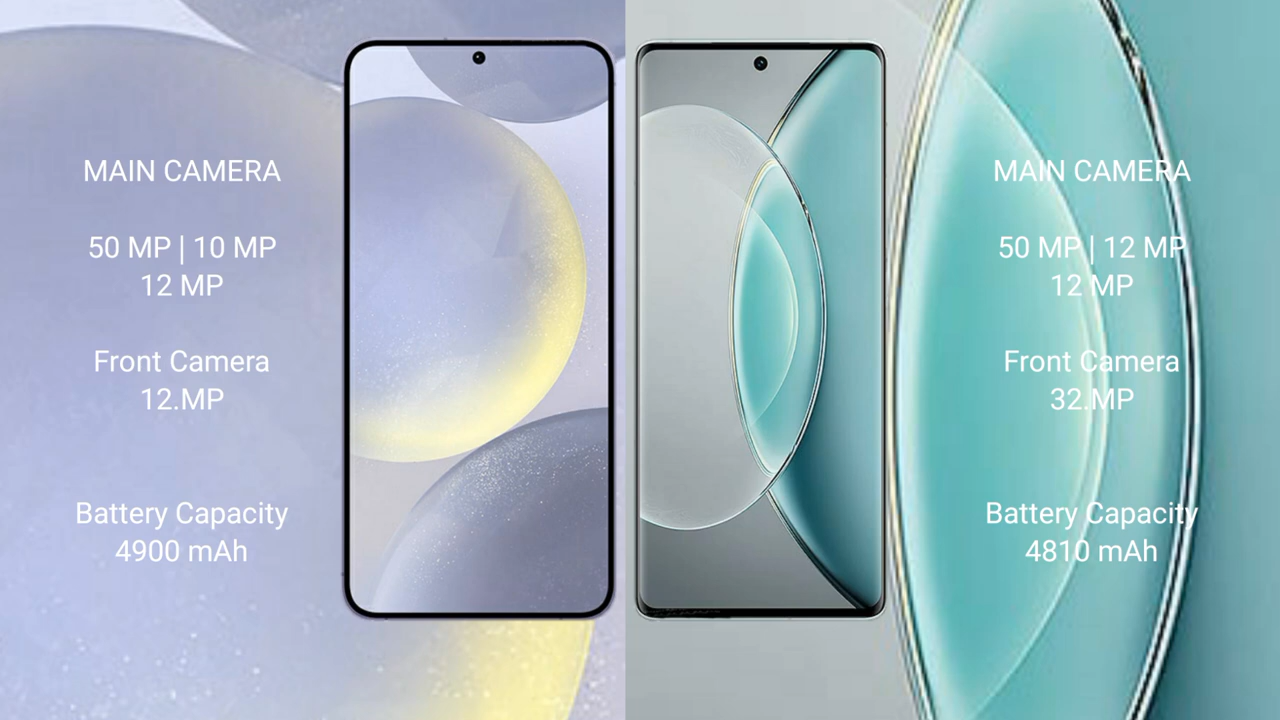 MAIN CAMERA
50 MP | 10 MP
12 MP
Front Camera
12.MP
Battery Capacity
4900 mAh
MAIN CAMERA
50 MP | 12 MP
12 MP
Front Camera
32.MP
Battery Capacity
4810 mAh